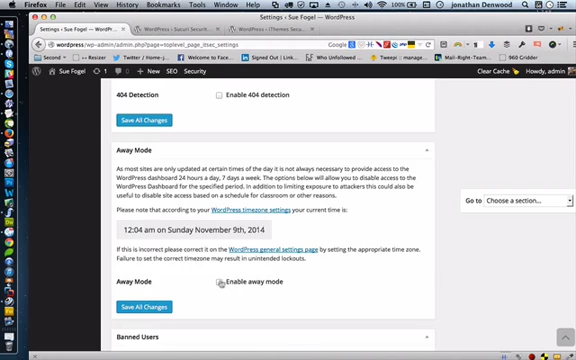 Firefox File Edit View History Bookmarks Tools Window Help
100%
jonathan Denwood
Settings ‹ Sue Fogel — WordPress
Settings ‹ Sue Fogel — Wor...
WordPress › Sucuri Securit...
WordPress › iThemes Securi...
wordpress:/wp-admin/admin.php?page=toplevel_page_itsec_settings
Google
Second
Resizer
Twitter / Home
Welcome, Jonathan
Signed Out | Link...
Who Unfollowed ...
Tweepi
Mail-Right-Team...
960 Gridder
Sue Fogel
1
+ New
SEO
Security
Clear Cache
Howdy, admin
404 Detection
Enable 404 detection
Save All Changes
Away Mode
As most sites are only updated at certain times of the day it is not always necessary to provide access to the
WordPress dashboard 24 hours a day, 7 days a week. The options below will allow you to disable access to the
WordPress Dashboard for the specified period. In addition to limiting exposure to attackers this could also be
useful to disable site access based on a schedule for classroom or other reasons.
Go to
Choose a section...
Please note that according to your WordPress timezone settings your current time is:
12:04 am on Sunday November 9th, 2014
If this is incorrect please correct it on the WordPress general settings page by setting the appropriate time zone.
Failure to set the correct timezone may result in unintended lockouts.
Away Mode
Enable away mode
Save All Changes
Banned Users